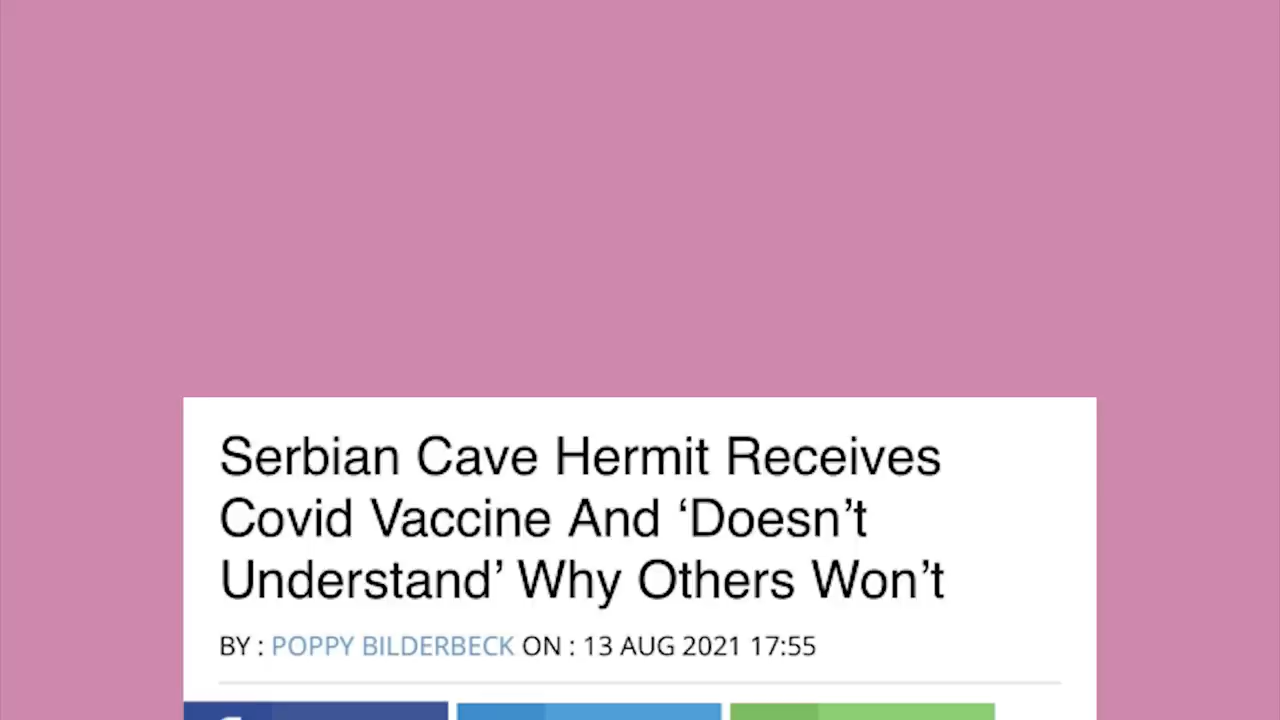 Serbian Cave Hermit Receives
Covid Vaccine And ‘Doesn’t
Understand’ Why Others Won’t
BY : POPPY BILDERBECK ON : 13 AUG 2021 17:55